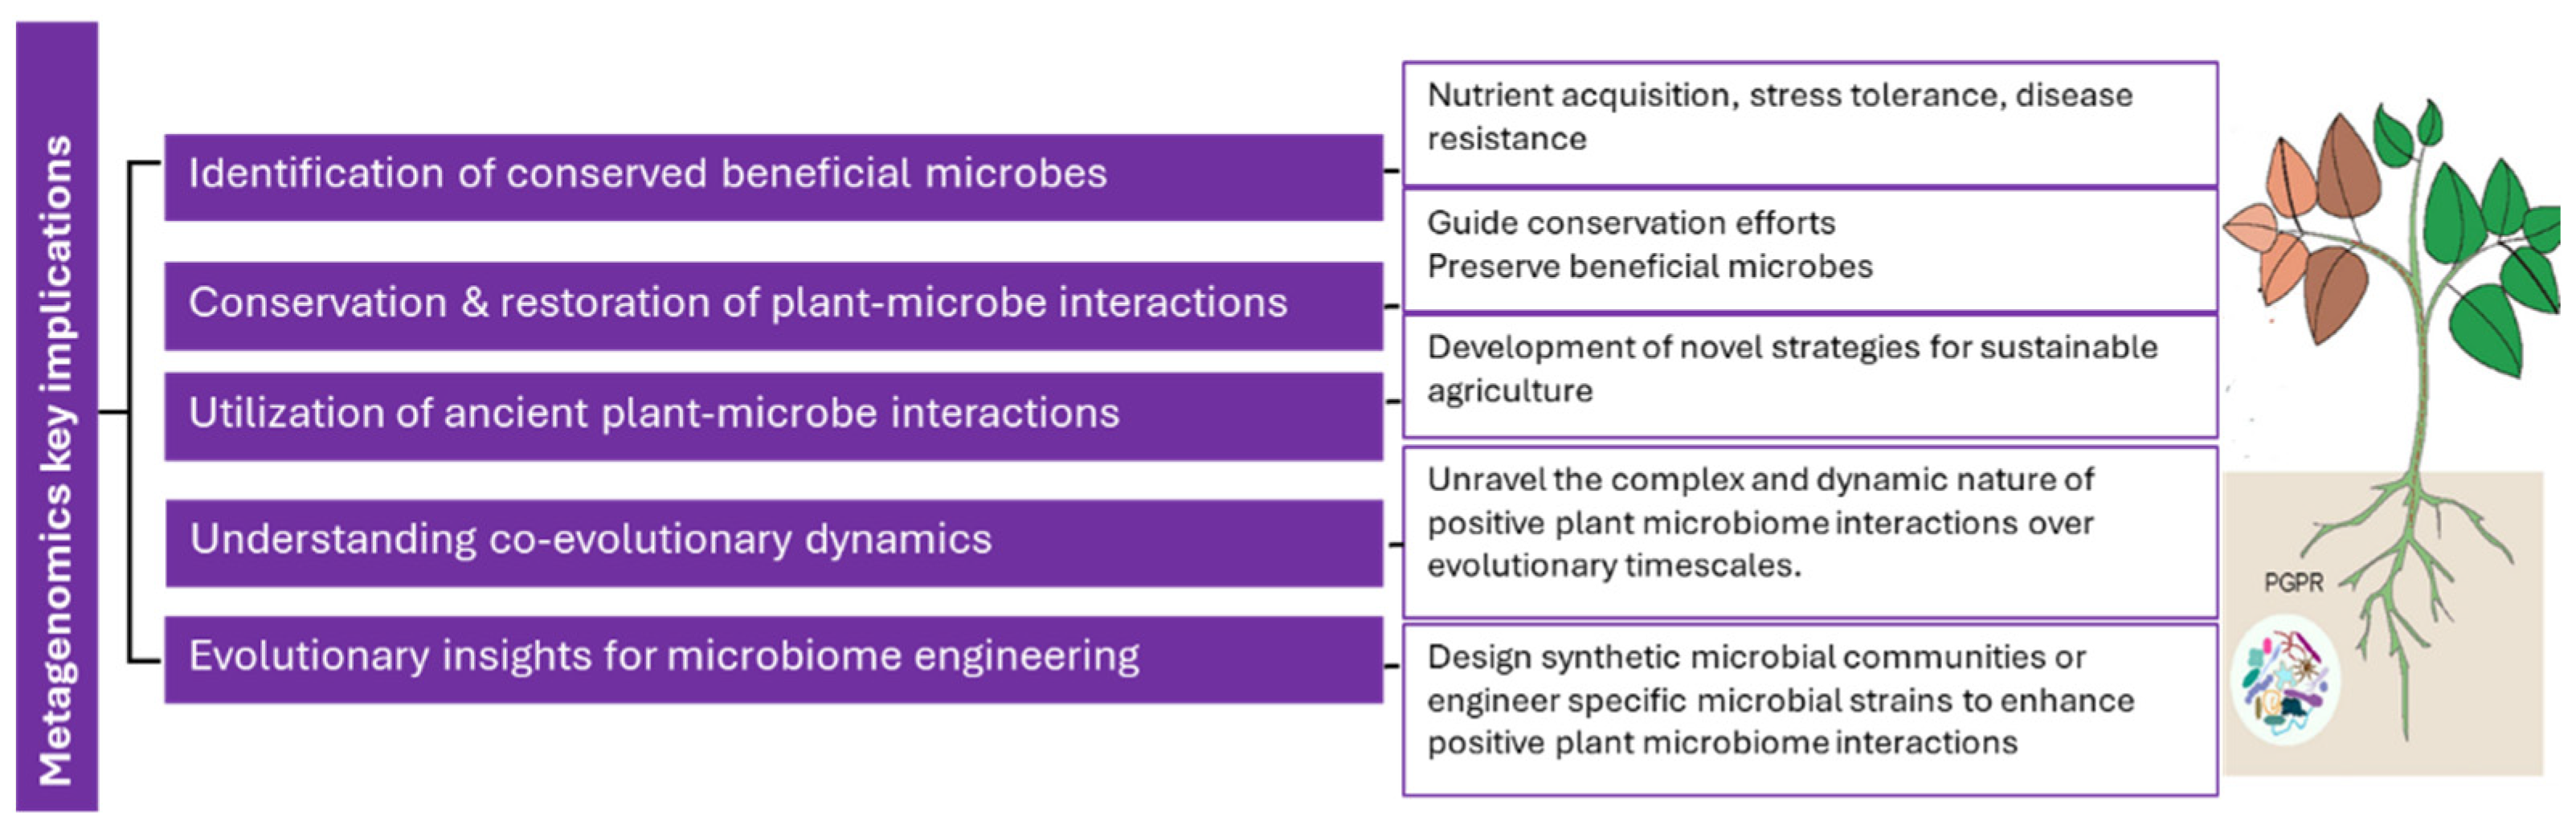 Metagenomics key implications
Identification of conserved beneficial microbes
Nutrient acquisition, stress tolerance, disease
resistance
Conservation & restoration of plant-microbe interactions
Guide conservation efforts
Preserve beneficial microbes
Utilization of ancient plant-microbe interactions
Development of novel strategies for sustainable
agriculture
Understanding co-evolutionary dynamics
Unravel the complex and dynamic nature of
positive plant microbiome interactions over
evolutionary timescales.
Evolutionary insights for microbiome engineering
Design synthetic microbial communities or
engineer specific microbial strains to enhance
positive plant microbiome interactions
PGPR